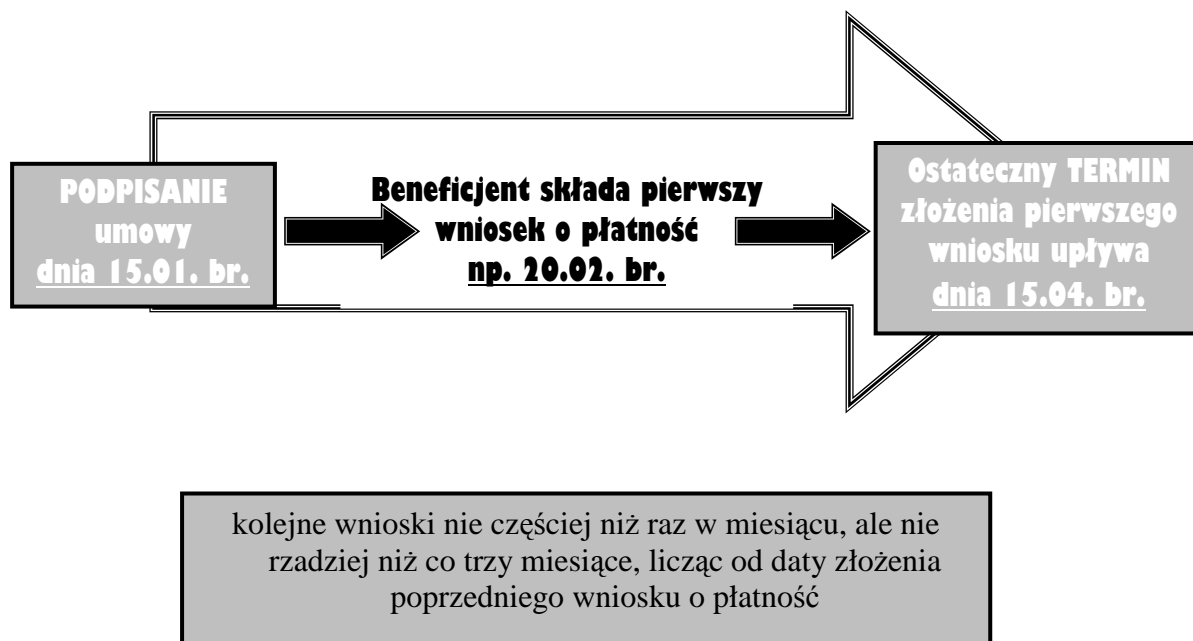 PODPISANIE
umowy
dnia 15.01. br.
Beneficjent składa pierwszy
wniosek o płatność
np. 20.02. br.
Ostateczny TERMIN
złożenia pierwszego
wniosku upływa
dnia 15.04. br.
kolejne wnioski nie częściej niż raz w miesiącu, ale nie
rzadziej niż co trzy miesiące, licząc od daty złożenia
poprzedniego wniosku o płatność